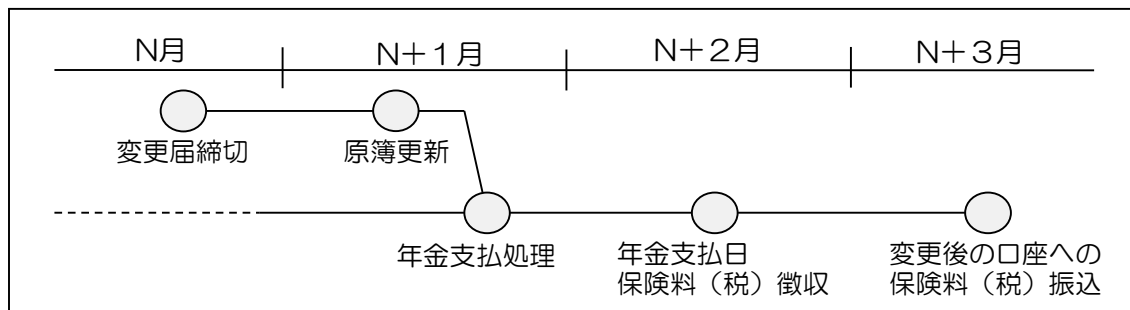 N月
N＋１月
N＋２月
N＋３月
変更届締切
原簿更新
年金支払処理
年金支払日
保険料（税）徴収
変更後の口座への
保険料（税）振込